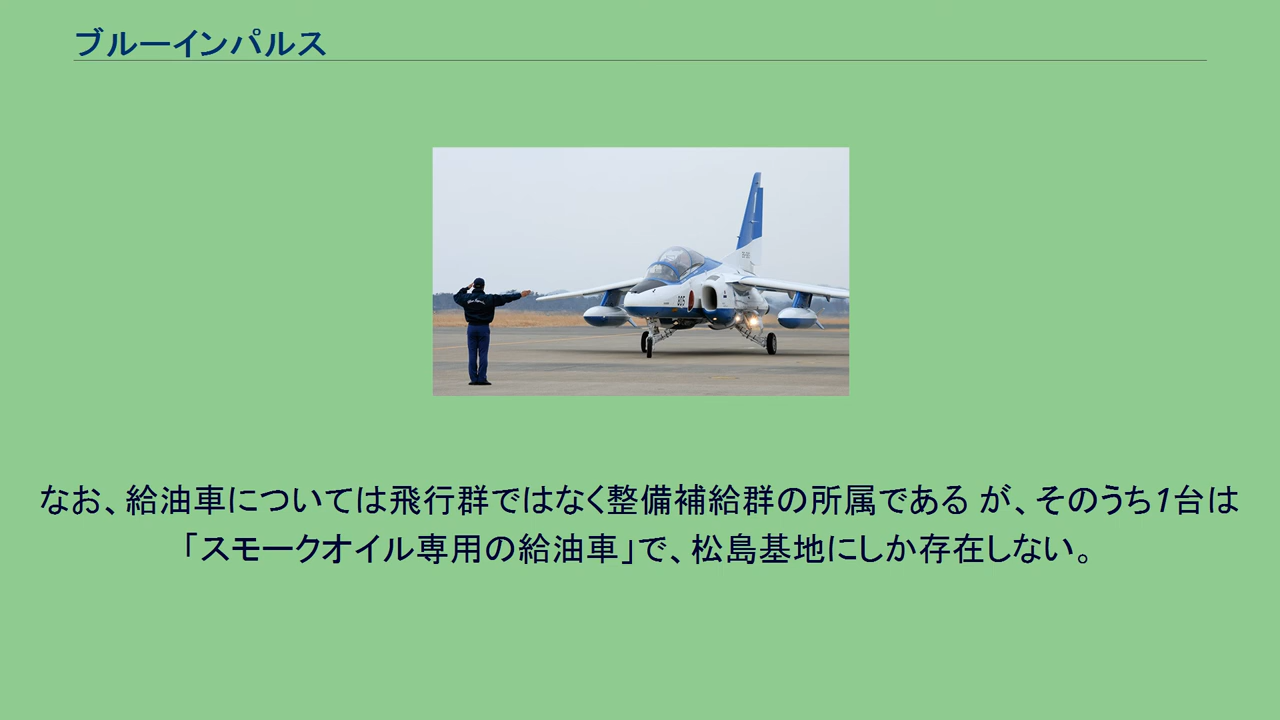 ブルーインパルス
805
なお、給油車については飛行群ではなく整備補給群の所属である が、そのうち1台は
「スモークオイル専用の給油車」で、松島基地にしか存在しない。